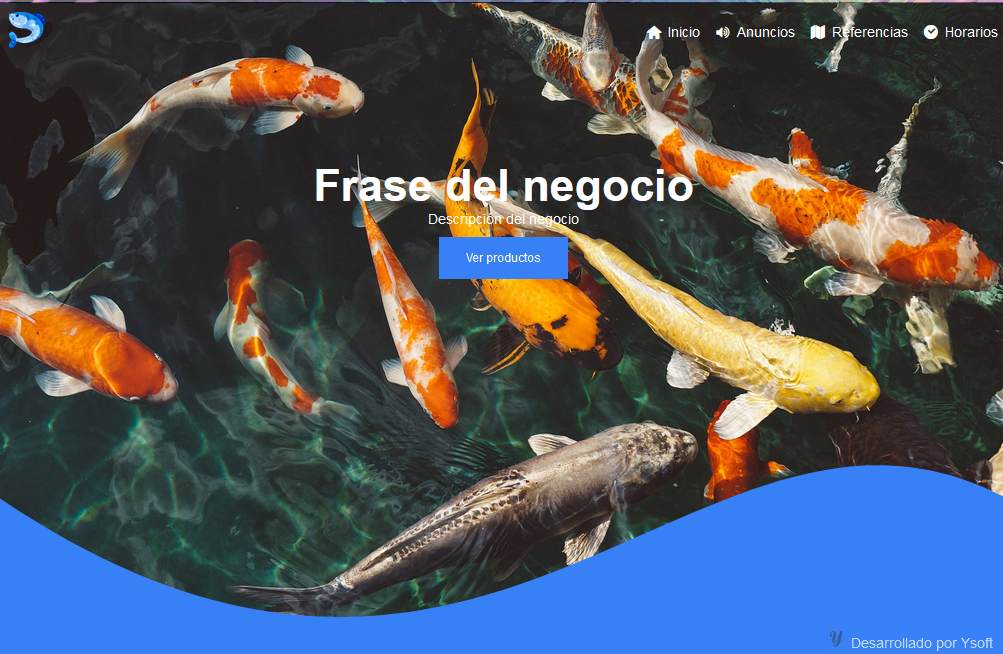 Inicio Anuncios Referencias Horarios
Frase del negocio
Descripción del negocio
Ver productos
Desarrollado por Ysoft